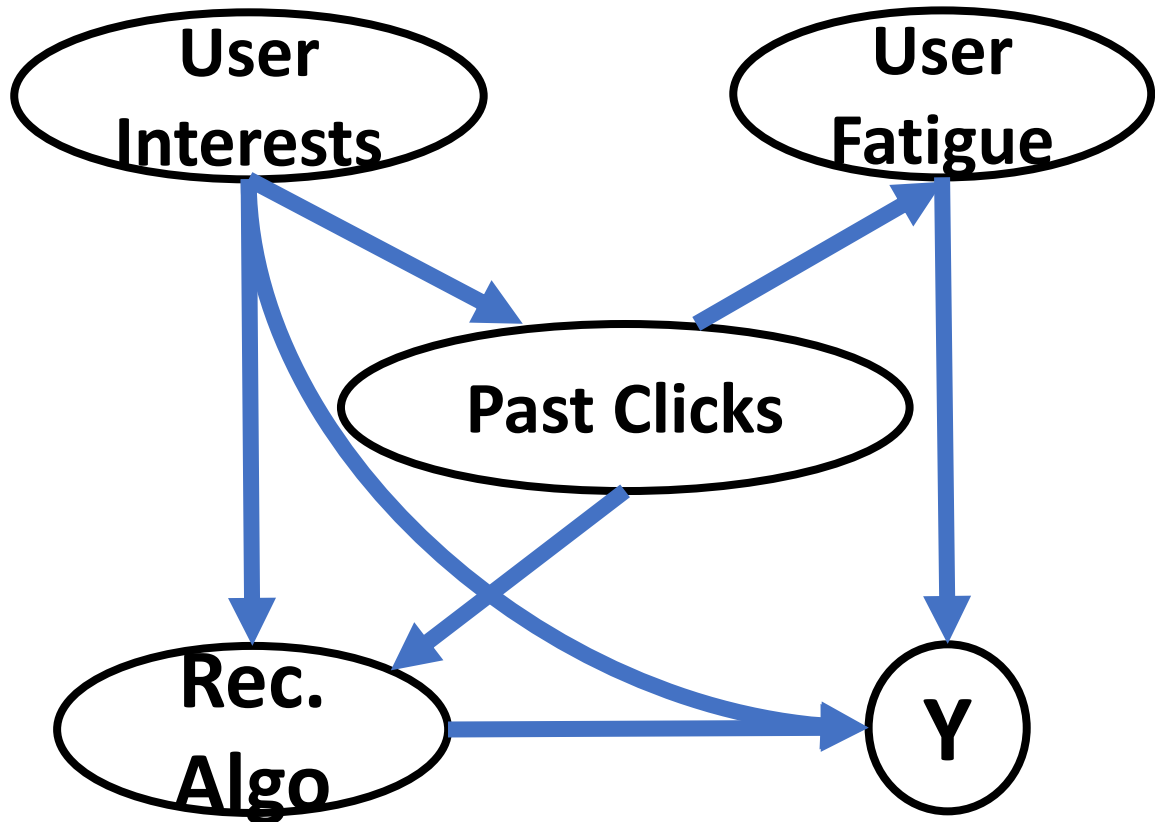 User
Interests
User
Fatigue
Past Clicks
Rec.
Algo
Y